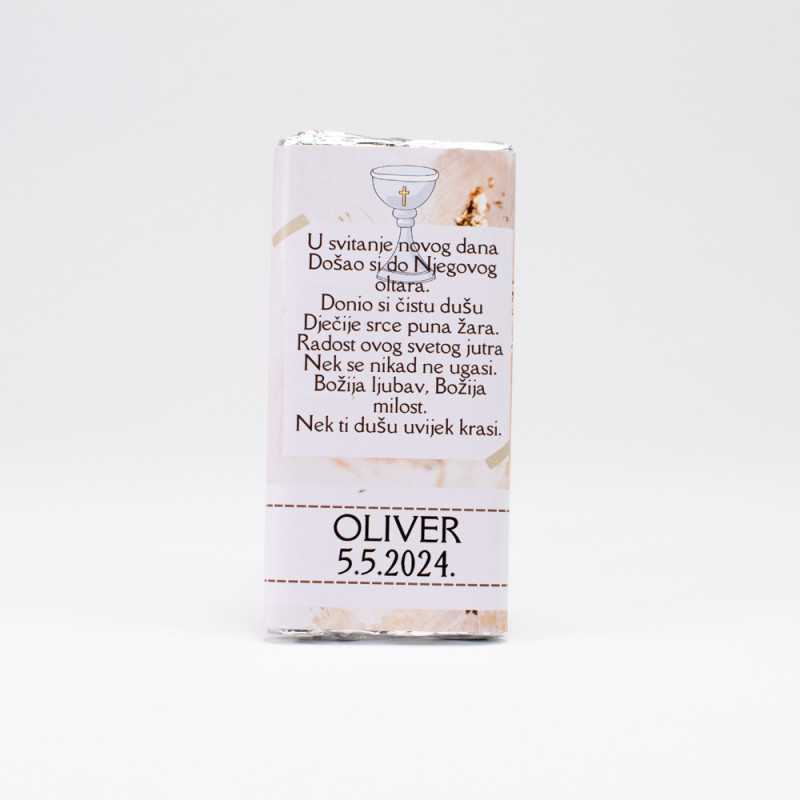 U svitanje novog dana
Došao si do Njegovog
oltara.
Donio si čistu dušu
Dječije srce puna žara.
Radost ovog svetog jutra
Nek se nikad ne ugasi.
Božija ljubav, Božija
milost.
Nek ti dušu uvijek krasi.
OLIVER
5.5.2024.